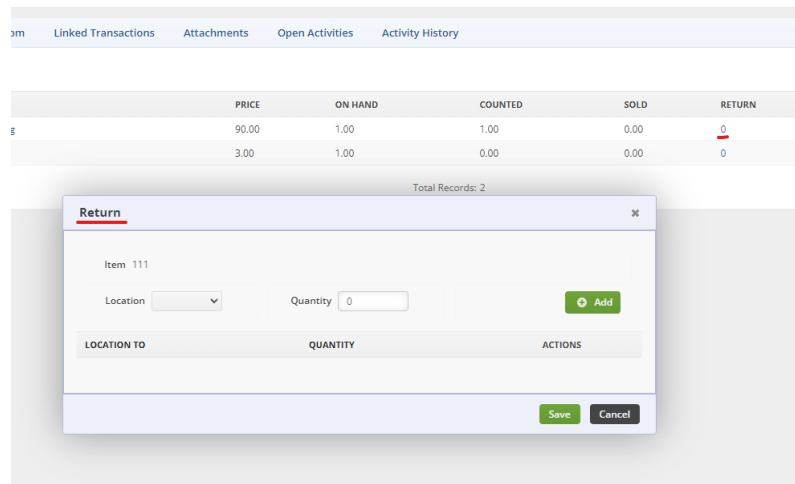 om Linked Transactions Attachments Open Activities Activity History
PRICE ON HAND COUNTED SOLD RETURN
g 90.00 1.00 1.00 0.00 0
3.00 1.00 0.00 0.00 0
Total Records: 2
Return
Item 111
Location Quantity 0 Add
LOCATION TO QUANTITY ACTIONS
Save Cancel